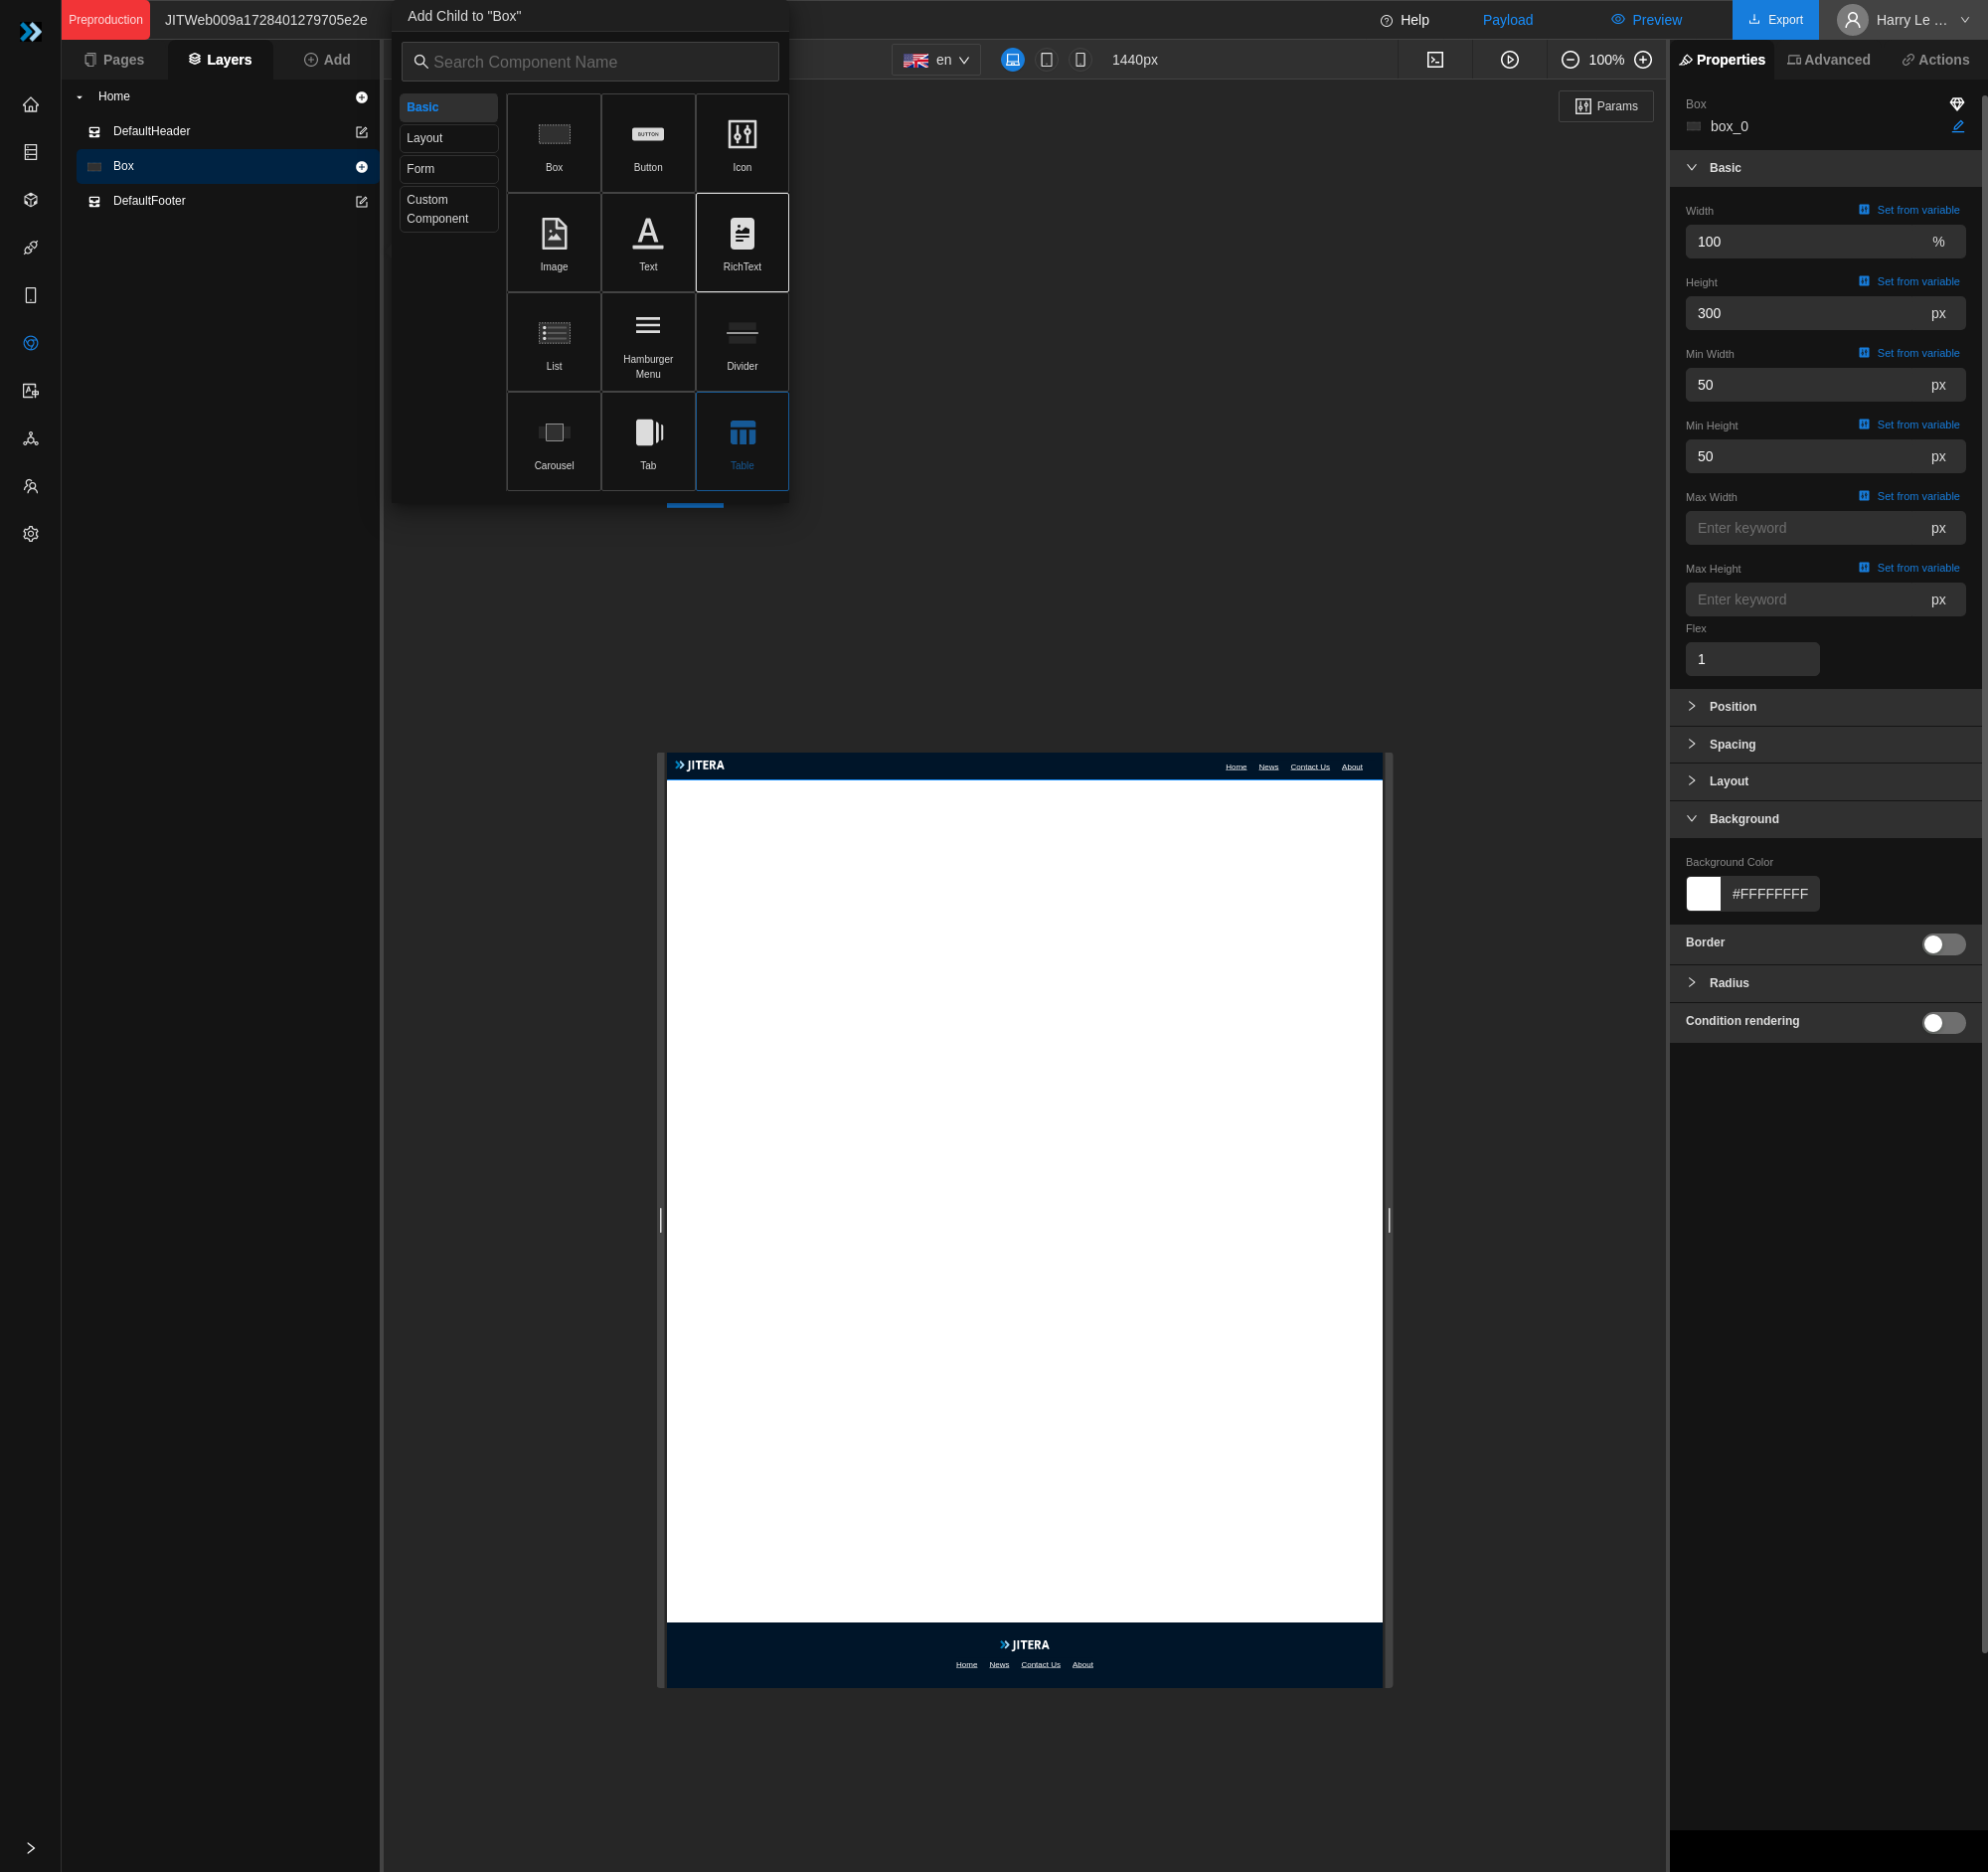 Preproduction
JITWeb009a1728401279705e2e
Add Child to "Box"
Help
Payload
Preview
Export
Harry Le ...
Pages
Layers
Add
Search Component Name
en
1440px
100%
Properties
Advanced
Actions
Home
DefaultHeader
Box
DefaultFooter
Basic
Layout
Form
Custom
Component
Box
BUTTON
Button
Icon
Image
Text
RichText
List
Hamburger
Menu
Divider
Carousel
Tab
Table
Params
JITERA
Home
News
Contact Us
About
JITERA
Home
News
Contact Us
About
Box
box_0
Basic
Width
Set from variable
100
%
Height
Set from variable
300
px
Min Width
Set from variable
50
px
Min Height
Set from variable
50
px
Max Width
Set from variable
Enter keyword
px
Max Height
Set from variable
Enter keyword
px
Flex
1
Position
Spacing
Layout
Background
Background Color
#FFFFFFFF
Border
Radius
Condition rendering